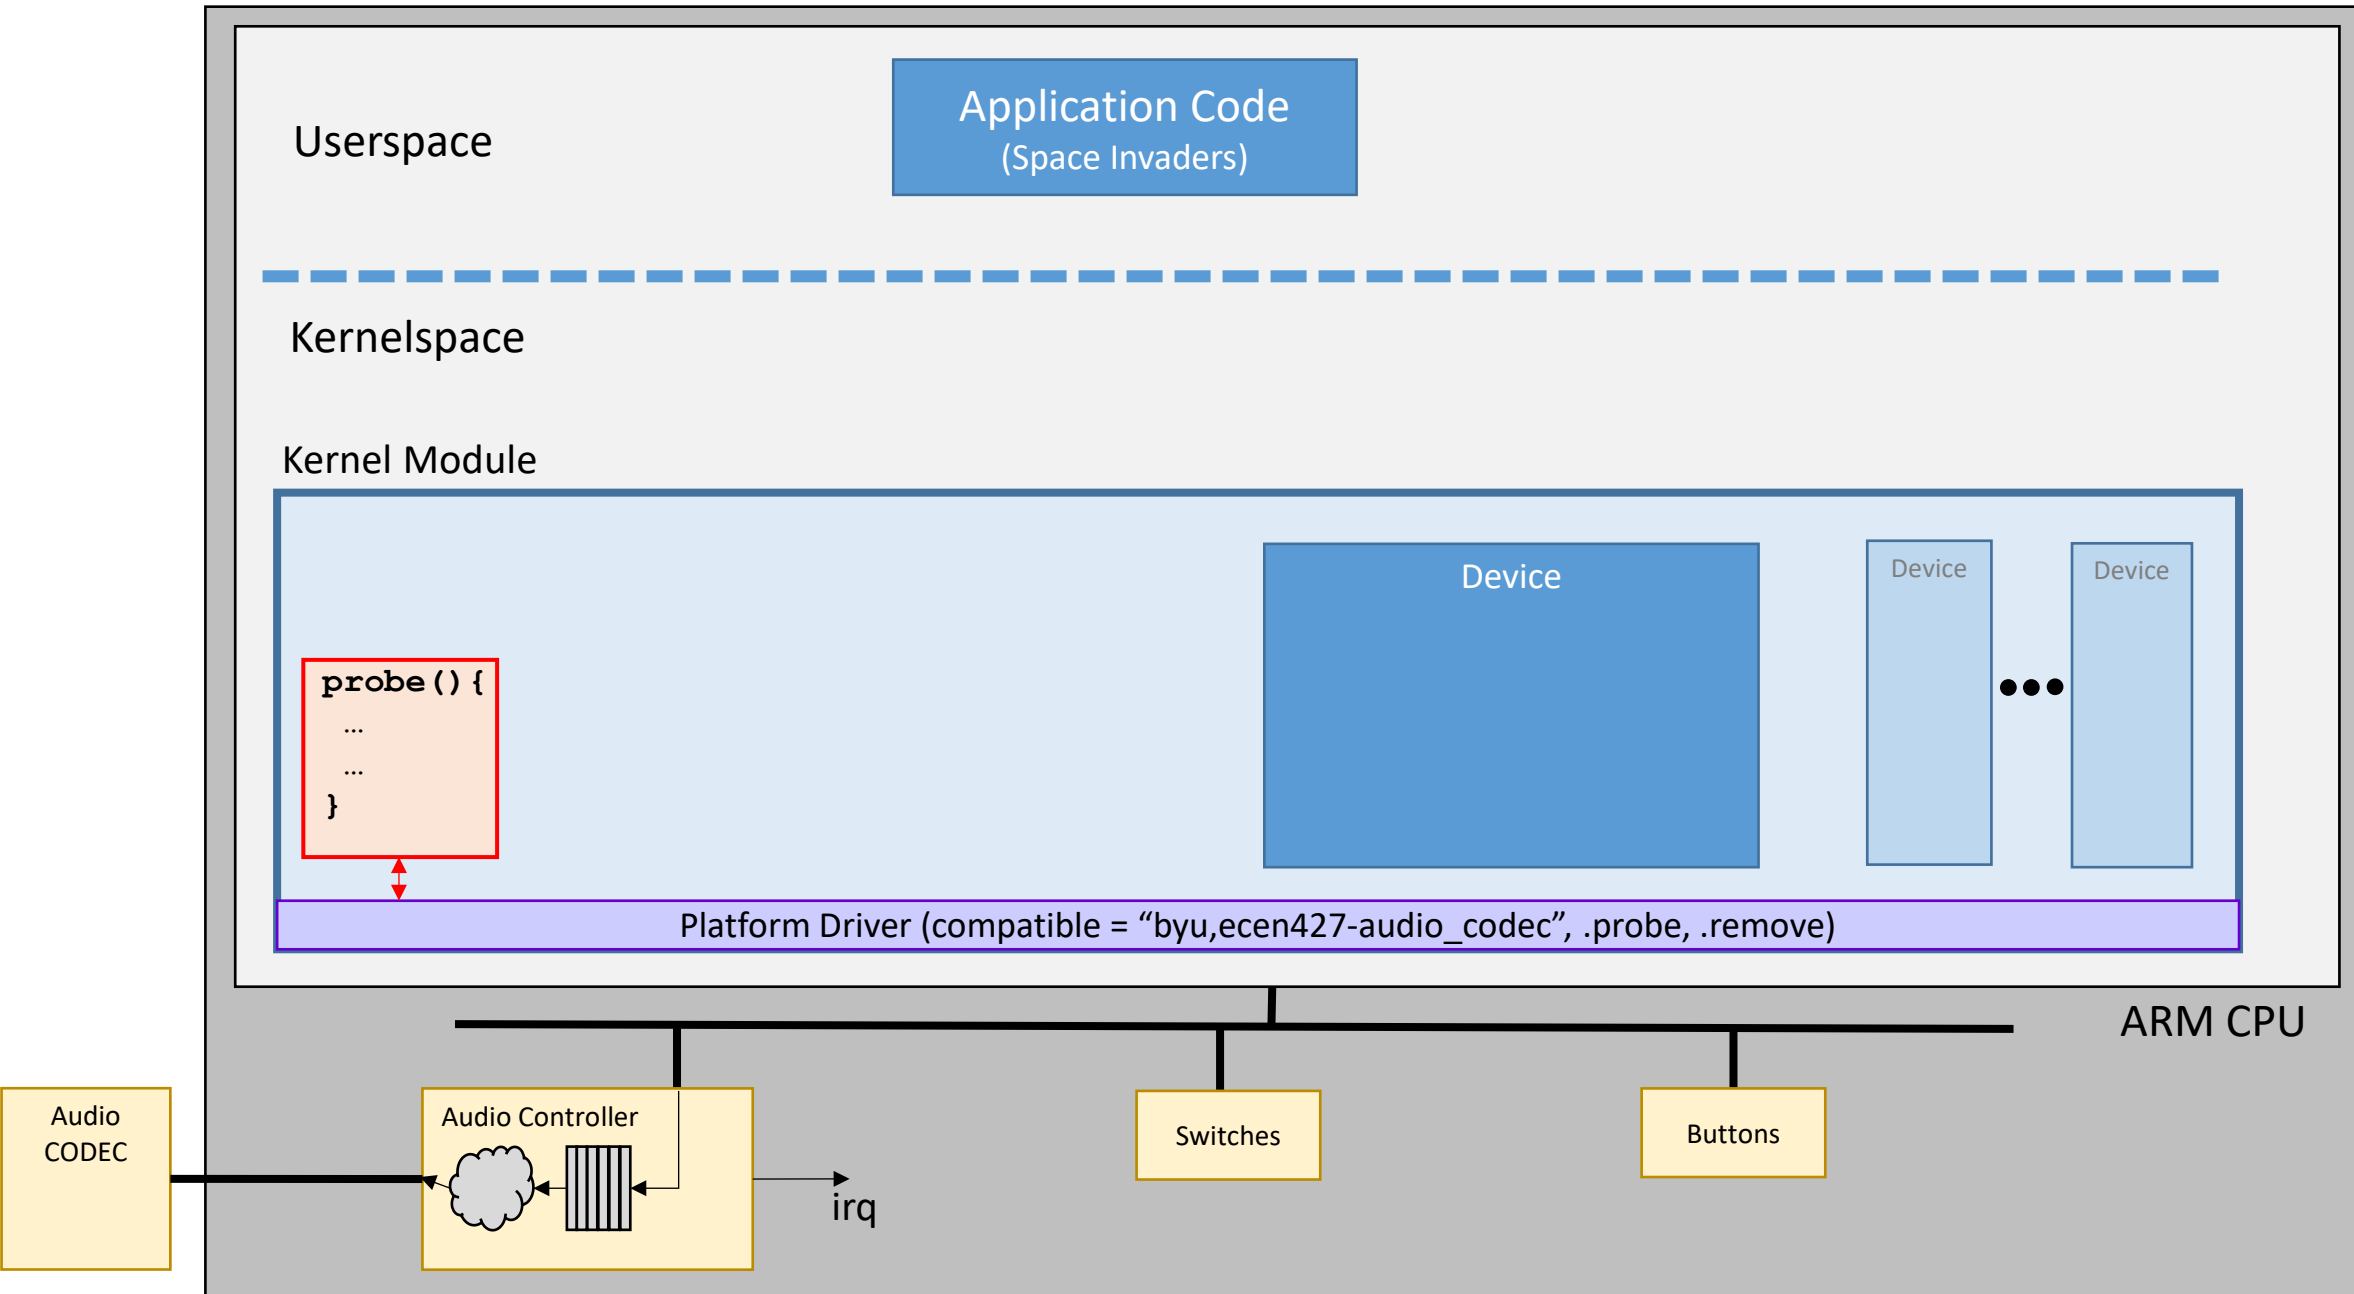 Application Code
(Space Invaders)
Userspace
Kernelspace
Kernel Module
Device
Device
Device
probe(){
...
...
}
Platform Driver (compatible = “byu,ecen427-audio_codec”, .probe, .remove)
ARM CPU
Audio
CODEC
Audio Controller
irq
Switches
Buttons